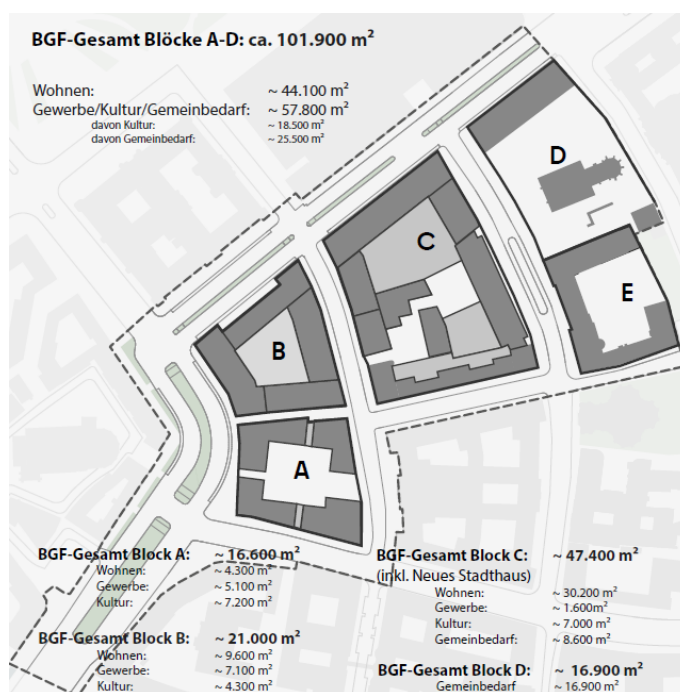 BGF-Gesamt Blöcke A-D: ca. 101.900 m²
Wohnen: ~ 44.100 m²
Gewerbe/Kultur/Gemeinbedarf: ~ 57.800 m²
davon Kultur: ~ 18.500 m²
davon Gemeinbedarf: ~ 25.500 m²
D
C
E
B
A
BGF-Gesamt Block A: ~ 16.600 m²
Wohnen: ~ 4.300 m²
Gewerbe: ~ 5.100 m²
Kultur: ~ 7.200 m²
BGF-Gesamt Block B: ~ 21.000 m²
Wohnen: ~ 9.600 m²
Gewerbe: ~ 7.100 m²
Kultur: ~ 4.300 m²
BGF-Gesamt Block C: ~ 47.400 m²
(inkl. Neues Stadthaus)
Wohnen: ~ 30.200 m²
Gewerbe: ~ 1.600m²
Kultur: ~ 7.000 m²
Gemeinbedarf: ~ 8.600 m²
BGF-Gesamt Block D: ~ 16.900 m²
Gemeinbedarf ~ 16.900 m²